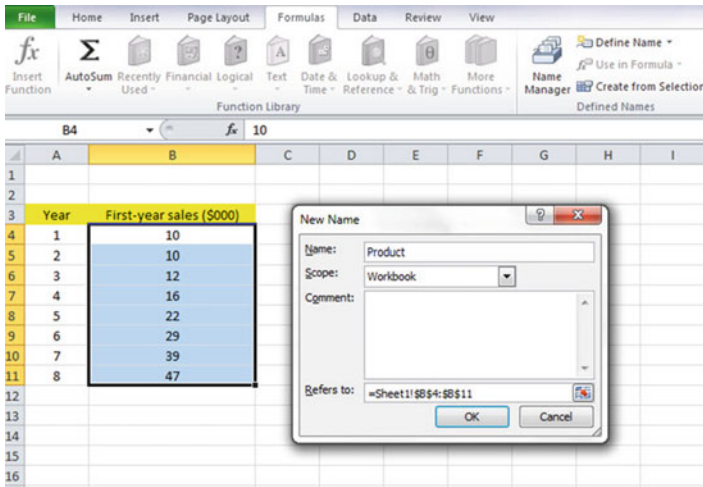 File Home Insert Page Layout Formulas Data Review View
fx Σ ? A θ
Insert Function AutoSum Recently Used Financial Logical Text Date & Time Lookup & Reference Math & Trig More Functions Name Manager
Define Name
Use in Formula
Create from Selection
Function Library Defined Names
B4 fx 10
A B C D E F G H I
1
2
3 Year First-year sales ($000)
4 1 10
5 2 10
6 3 12
7 4 16
8 5 22
9 6 29
10 7 39
11 8 47
12
13
14
15
16
New Name ? X
Name: Product
Scope: Workbook
Comment:
Refers to: =Sheet1!$B$4:$B$11
OK Cancel